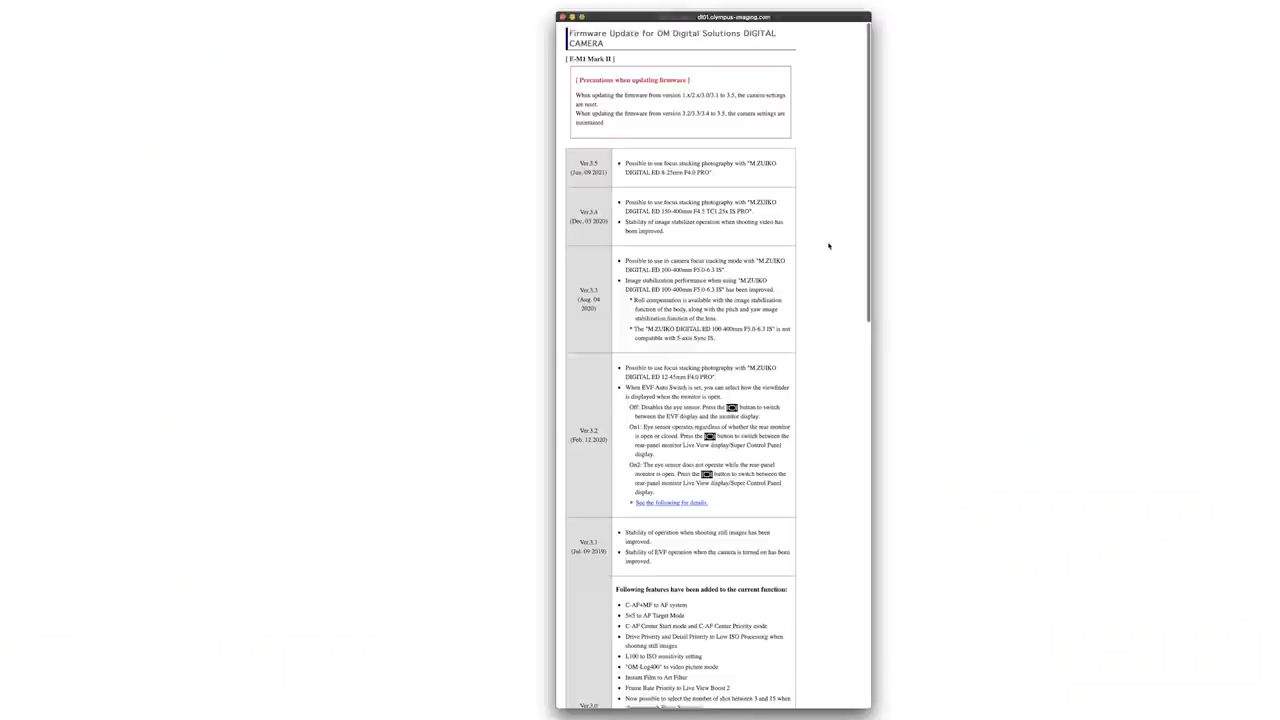 dl01.olympus-imaging.com
Firmware Update for OM Digital Solutions DIGITAL
CAMERA
[ E-M1 Mark II ]
[ Precautions when updating firmware ]
When updating the firmware from version 1.x/2.x/3.0/3.1 to 3.5, the camera settings
are reset.
When updating the firmware from version 3.2/3.3/3.4 to 3.5, the camera settings are
maintained
Ver.3.5
(Jun. 09 2021)
• Possible to use focus stacking photography with "M.ZUIKO
DIGITAL ED 8-25mm F4.0 PRO".
Ver.3.4
(Dec. 03 2020)
• Possible to use focus stacking photography with "M.ZUIKO
DIGITAL ED 150-400mm F4.5 TC1.25x IS PRO".
• Stability of image stabilizer operation when shooting video has
been improved.
Ver.3.3
(Aug. 04
2020)
• Possible to use in camera focus stacking mode with "M.ZUIKO
DIGITAL ED 100-400mm F5.0-6.3 IS".
• Image stabilization performance when using "M.ZUIKO
DIGITAL ED 100-400mm F5.0-6.3 IS" has been improved.
* Roll compensation is available with the image stabilization
function of the body, along with the pitch and yaw image
stabilization function of the lens.
* The "M.ZUIKO DIGITAL ED 100-400mm F5.0-6.3 IS" is not
compatible with 5-axis Sync IS.
Ver.3.2
(Feb. 12 2020)
• Possible to use focus stacking photography with "M.ZUIKO
DIGITAL ED 12-45mm F4.0 PRO"
• When EVF Auto Switch is set, you can select how the viewfinder
is displayed when the monitor is open.
Off: Disables the eye sensor. Press the button to switch
between the EVF display and the monitor display.
On1: Eye sensor operates regardless of whether the rear monitor
is open or closed. Press the button to switch between the
rear-panel monitor Live View display/Super Control Panel
display.
On2: The eye sensor does not operate while the rear-panel
monitor is open. Press the button to switch between the
rear-panel monitor Live View display/Super Control Panel
display.
See the following for details.
Ver.3.1
(Jul. 09 2019)
• Stability of operation when shooting still images has been
improved.
• Stability of EVF operation when the camera is turned on has been
improved.
Following features have been added to the current function:
• C-AF+MF to AF system
• 5×5 to AF Target Mode
• C-AF Center Start mode and C-AF Center Priority mode
• Drive Priority and Detail Priority to Low ISO Processing when
shooting still images
• L100 to ISO sensitivity setting
• "OM-Log400" to video picture mode
• Instant Film to Art Filter
• Frame Rate Priority to Live View Boost 2
• Now possible to select the number of shot between 3 and 15 when
Ver.3.0